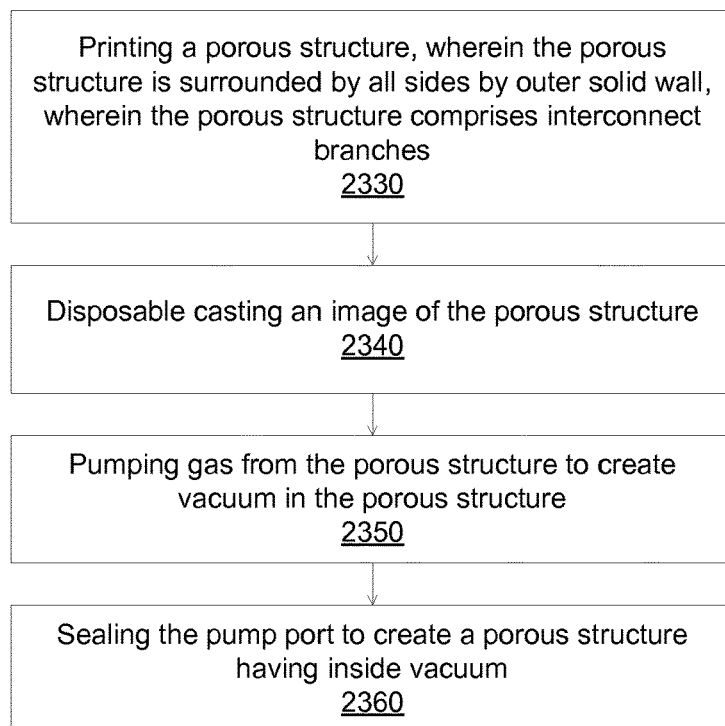 Printing a porous structure, wherein the porous
structure is surrounded by all sides by outer solid wall,
wherein the porous structure comprises interconnect
branches
2330
Disposable casting an image of the porous structure
2340
Pumping gas from the porous structure to create
vacuum in the porous structure
2350
Sealing the pump port to create a porous structure
having inside vacuum
2360